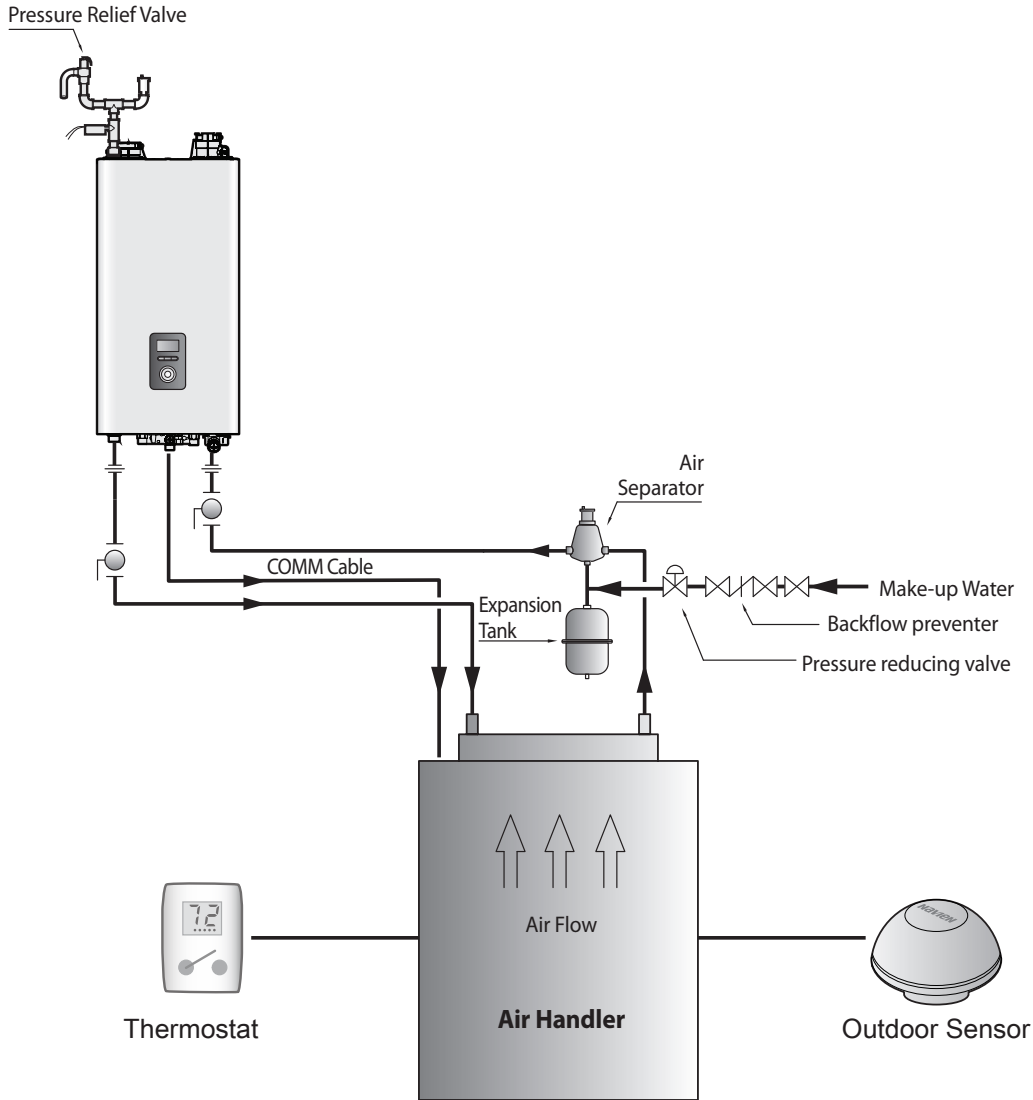 Pressure Relief Valve
Air
Separator
COMM Cable
Make-up Water
Expansion
Tank
Backflow preventer
Pressure reducing valve
72
Air Flow
NAVIEN
Air Handler
Thermostat
Outdoor Sensor